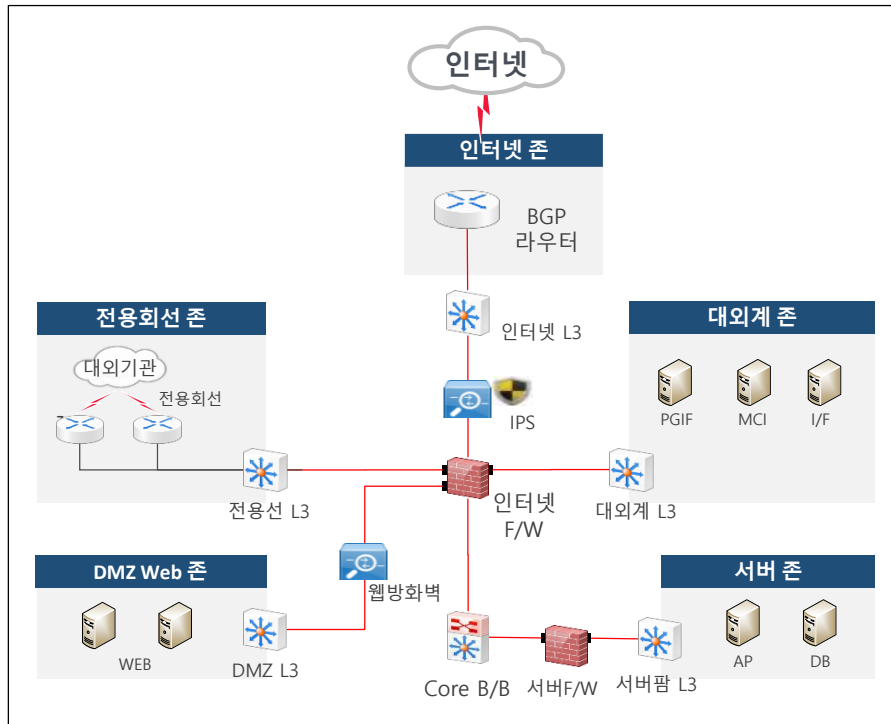 인터넷
인터넷 존
BGP
라우터
인터넷 L3
전용회선 존
대외기관
전용회선
전용선 L3
IPS
대외계 존
PGIF
MCI
I/F
대외계 L3
인터넷
F/W
DMZ Web 존
WEB
DMZ L3
웹방화벽
Core B/B
서버F/W
서버팜 L3
서버 존
AP
DB